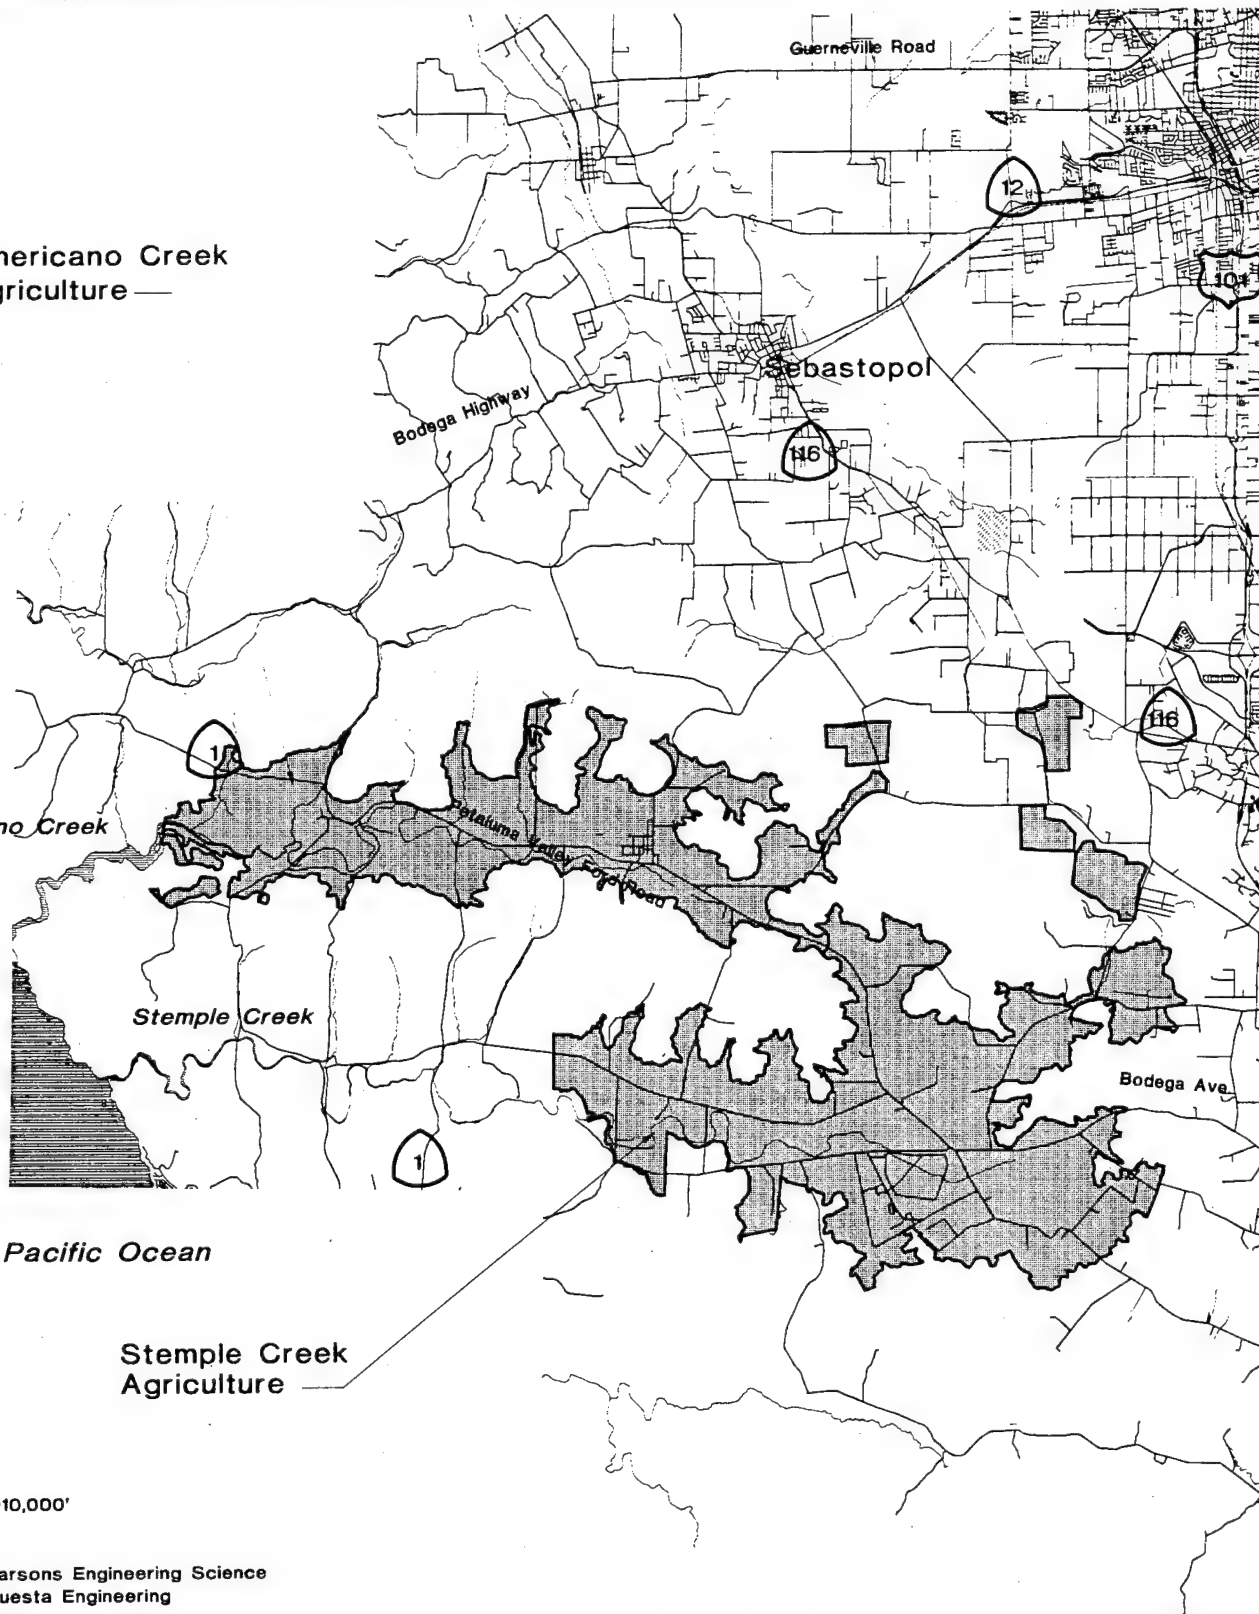 Guerneville Road
12
mericano Creek
griculture
101
Sebastopol
Bodega Highway
116
116
1
no Creek
Petaluma Valley Ford Road
Stemple Creek
Bodega Ave.
1
Pacific Ocean
Stemple Creek
Agriculture
10,000'
arsons Engineering Science
uesta Engineering